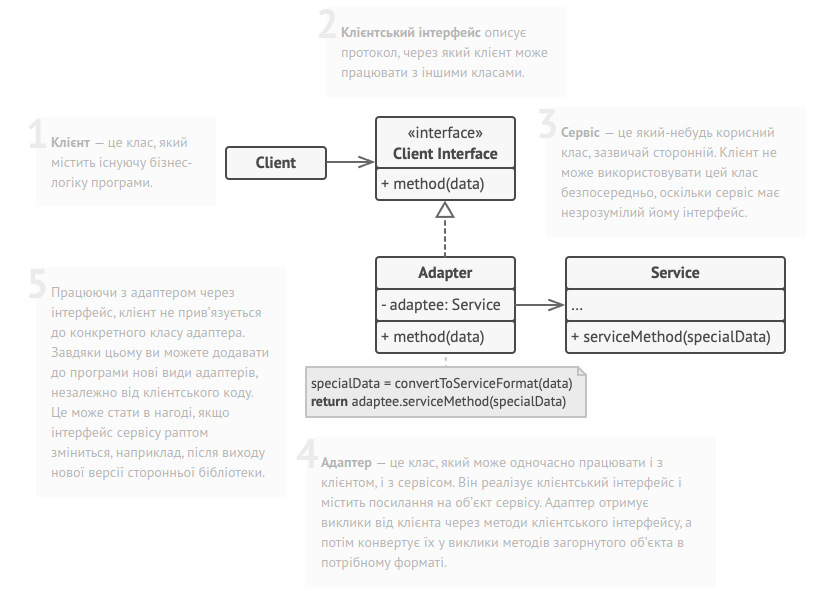 2
Клієнтський інтерфейс описує
протокол, через який клієнт може
працювати з іншими класами.
1
Клієнт — це клас, який
містить існуючу бізнес-
логіку програми.
Client
«interface»
Client Interface
+ method(data)
3
Сервіс — це який-небудь корисний
клас, зазвичай сторонній. Клієнт не
може використовувати цей клас
безпосередньо, оскільки сервіс має
незрозумілий йому інтерфейс.
Adapter
- adaptee: Service
+ method(data)
Service
...
+ serviceMethod(specialData)
specialData = convertToServiceFormat(data)
return adaptee.serviceMethod(specialData)
5
Працюючи з адаптером через
інтерфейс, клієнт не прив’язується
до конкретного класу адаптера.
Завдяки цьому ви можете додавати
до програми нові види адаптерів,
незалежно від клієнтського коду.
Це може стати в нагоді, якщо
інтерфейс сервісу раптом
зміниться, наприклад, після виходу
нової версії сторонньої бібліотеки.
4
Адаптер — це клас, який може одночасно працювати і з
клієнтом, і з сервісом. Він реалізує клієнтський інтерфейс і
містить посилання на об’єкт сервісу. Адаптер отримує
виклики від клієнта через методи клієнтського інтерфейсу, а
потім конвертує їх у виклики методів загорнутого об’єкта в
потрібному форматі.